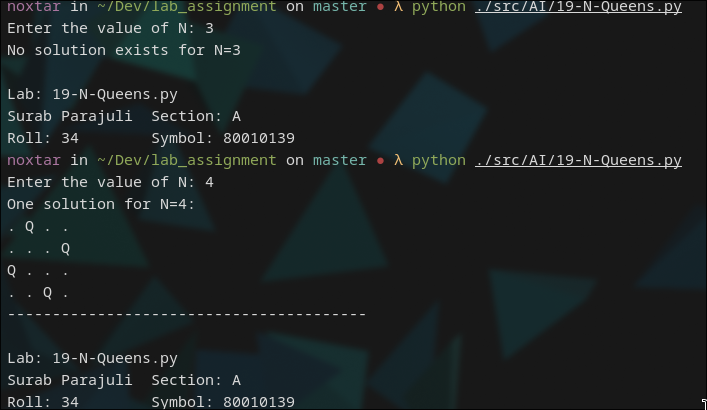 noxtar in ~/Dev/lab_assignment on master ● λ python ./src/AI/19-N-Queens.py
Enter the value of N: 3
No solution exists for N=3
Lab: 19-N-Queens.py
Surab Parajuli  Section: A
Roll: 34        Symbol: 80010139
noxtar in ~/Dev/lab_assignment on master ● λ python ./src/AI/19-N-Queens.py
Enter the value of N: 4
One solution for N=4:
. Q . .
. . . Q
Q . . .
. . Q .
----------------------------------------
Lab: 19-N-Queens.py
Surab Parajuli  Section: A
Roll: 34        Symbol: 80010139